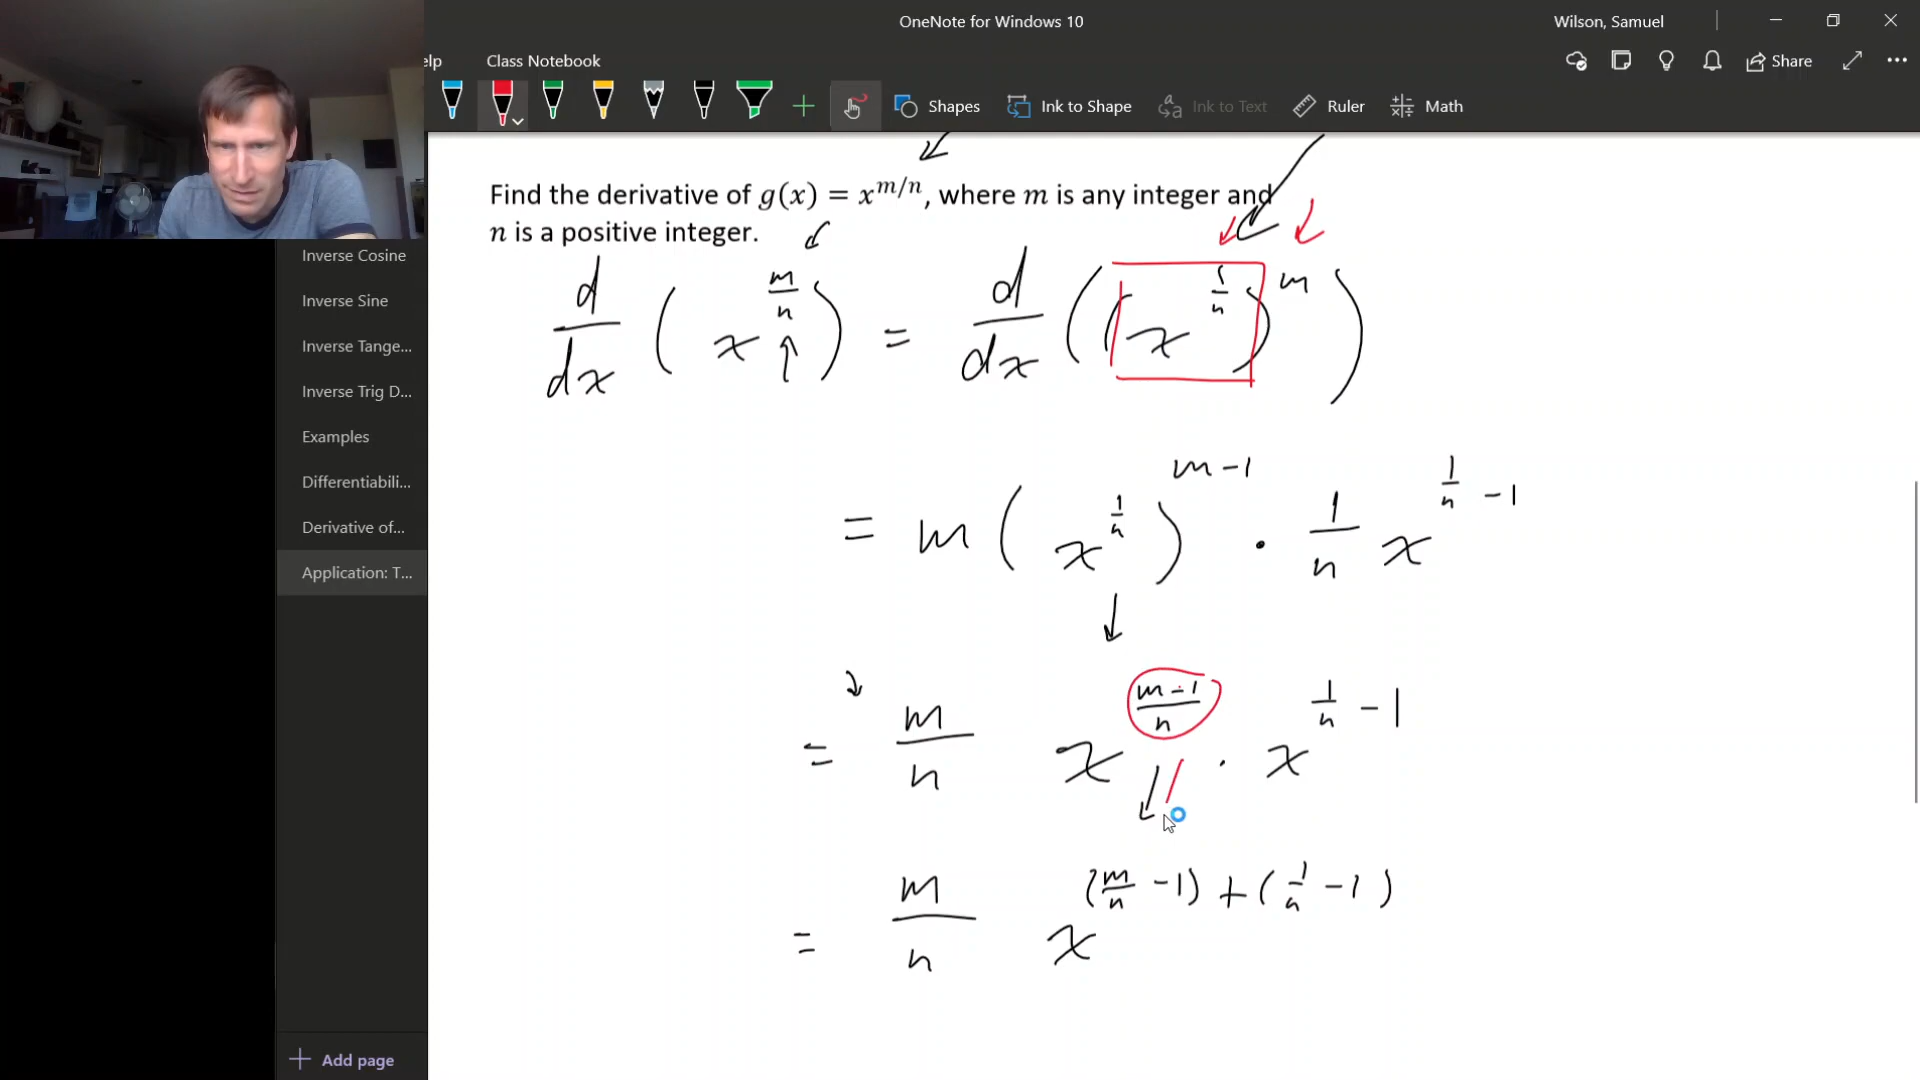 OneNote for Windows 10
Wilson, Samuel
elp
Class Notebook
Share
Shapes
Ink to Shape
Ink to Text
Ruler
Math
Find the derivative of g(x) = x^{m/n}, where m is any integer and
n is a positive integer.
d/dx ( x^{m/n} ) = d/dx ( ( x^{1/n} )^m )
= m ( x^{1/n} )^{m-1} · 1/n x^{1/n - 1}
= m/n x^{(m-1)/n} · x^{1/n - 1}
= m/n x^{(m/n - 1) + (1/n - 1)}
Inverse Cosine
Inverse Sine
Inverse Tange...
Inverse Trig D...
Examples
Differentiabili...
Derivative of...
Application: T...
Add page